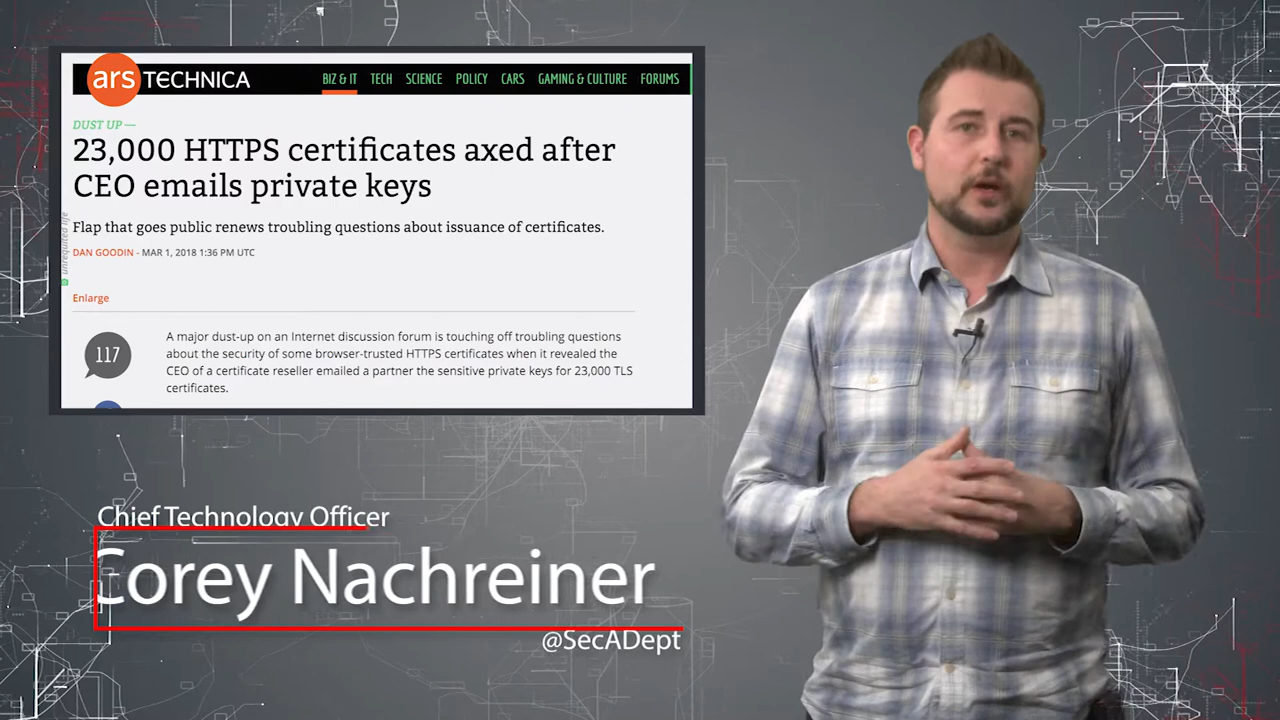 ars TECHNICA
BIZ & IT TECH SCIENCE POLICY CARS GAMING & CULTURE FORUMS
DUST UP —
23,000 HTTPS certificates axed after
CEO emails private keys
Flap that goes public renews troubling questions about issuance of certificates.
DAN GOODIN - MAR 1, 2018 1:36 PM UTC
unrequited life
Enlarge
117
A major dust-up on an Internet discussion forum is touching off troubling questions
about the security of some browser-trusted HTTPS certificates when it revealed the
CEO of a certificate reseller emailed a partner the sensitive private keys for 23,000 TLS
certificates.
Chief Technology Officer
Corey Nachreiner
@SecADept